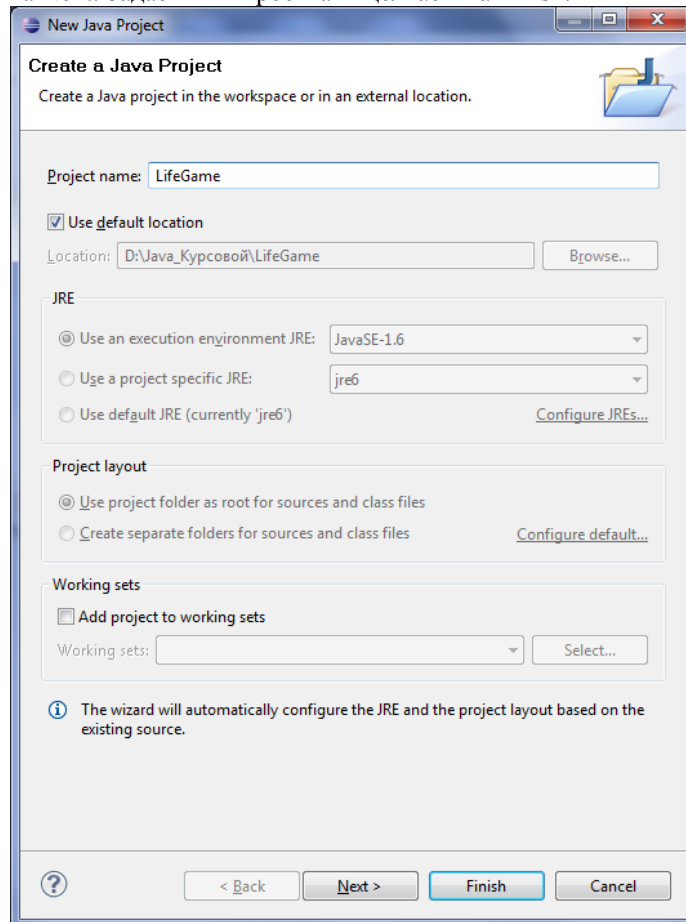 New Java Project
Create a Java Project
Create a Java project in the workspace or in an external location.
Project name: LifeGame
Use default location
Location: D:\Java_Курсовой\LifeGame Browse...
JRE
Use an execution environment JRE: JavaSE-1.6
Use a project specific JRE: jre6
Use default JRE (currently 'jre6') Configure JREs...
Project layout
Use project folder as root for sources and class files
Create separate folders for sources and class files Configure default...
Working sets
Add project to working sets
Working sets: Select...
The wizard will automatically configure the JRE and the project layout based on the
existing source.
? < Back Next > Finish Cancel